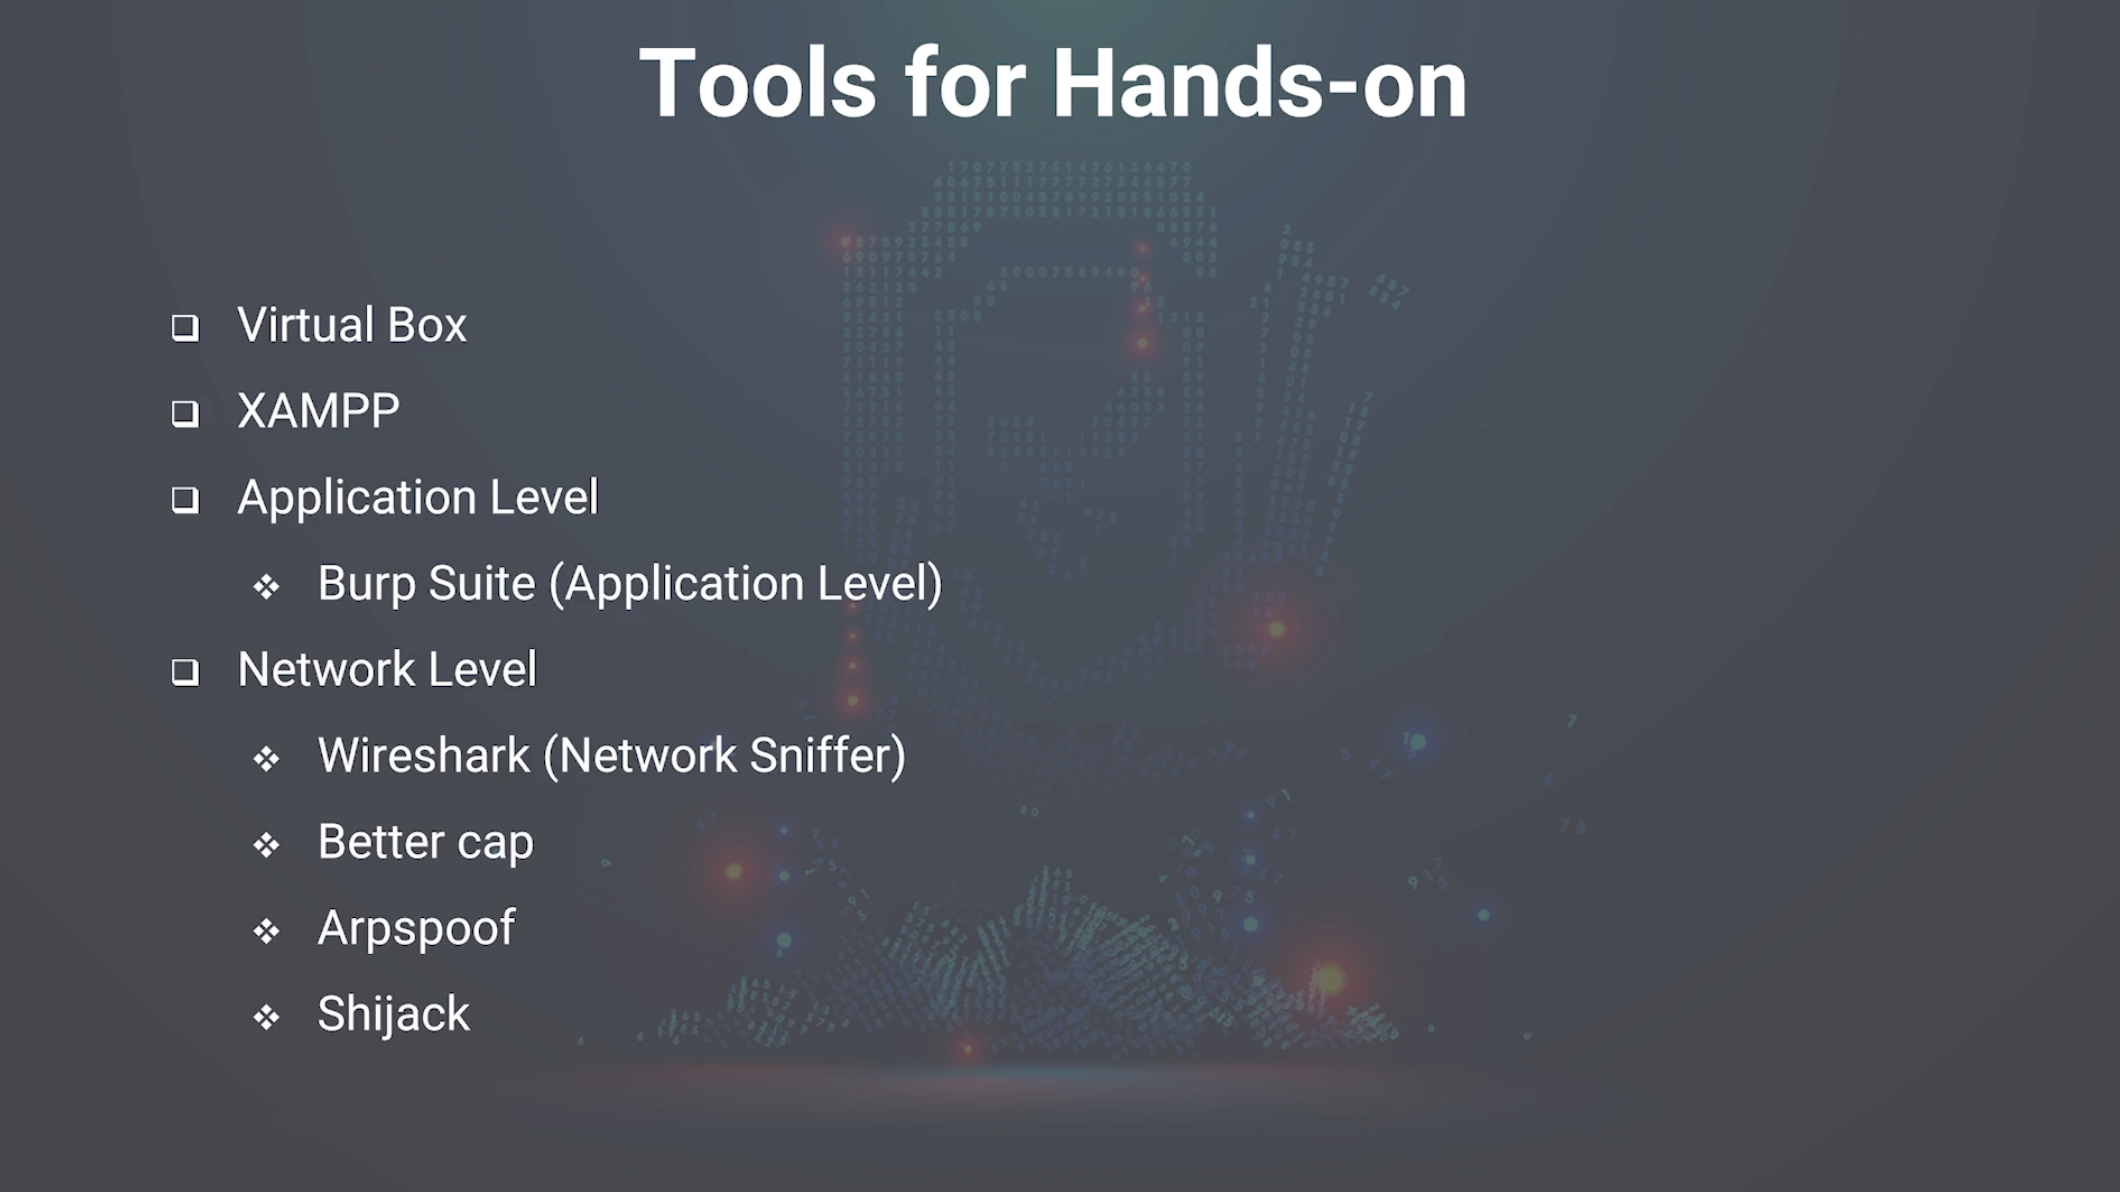 Tools for Hands-on
Virtual Box
XAMPP
Application Level
Burp Suite (Application Level)
Network Level
Wireshark (Network Sniffer)
Better cap
Arpspoof
Shijack